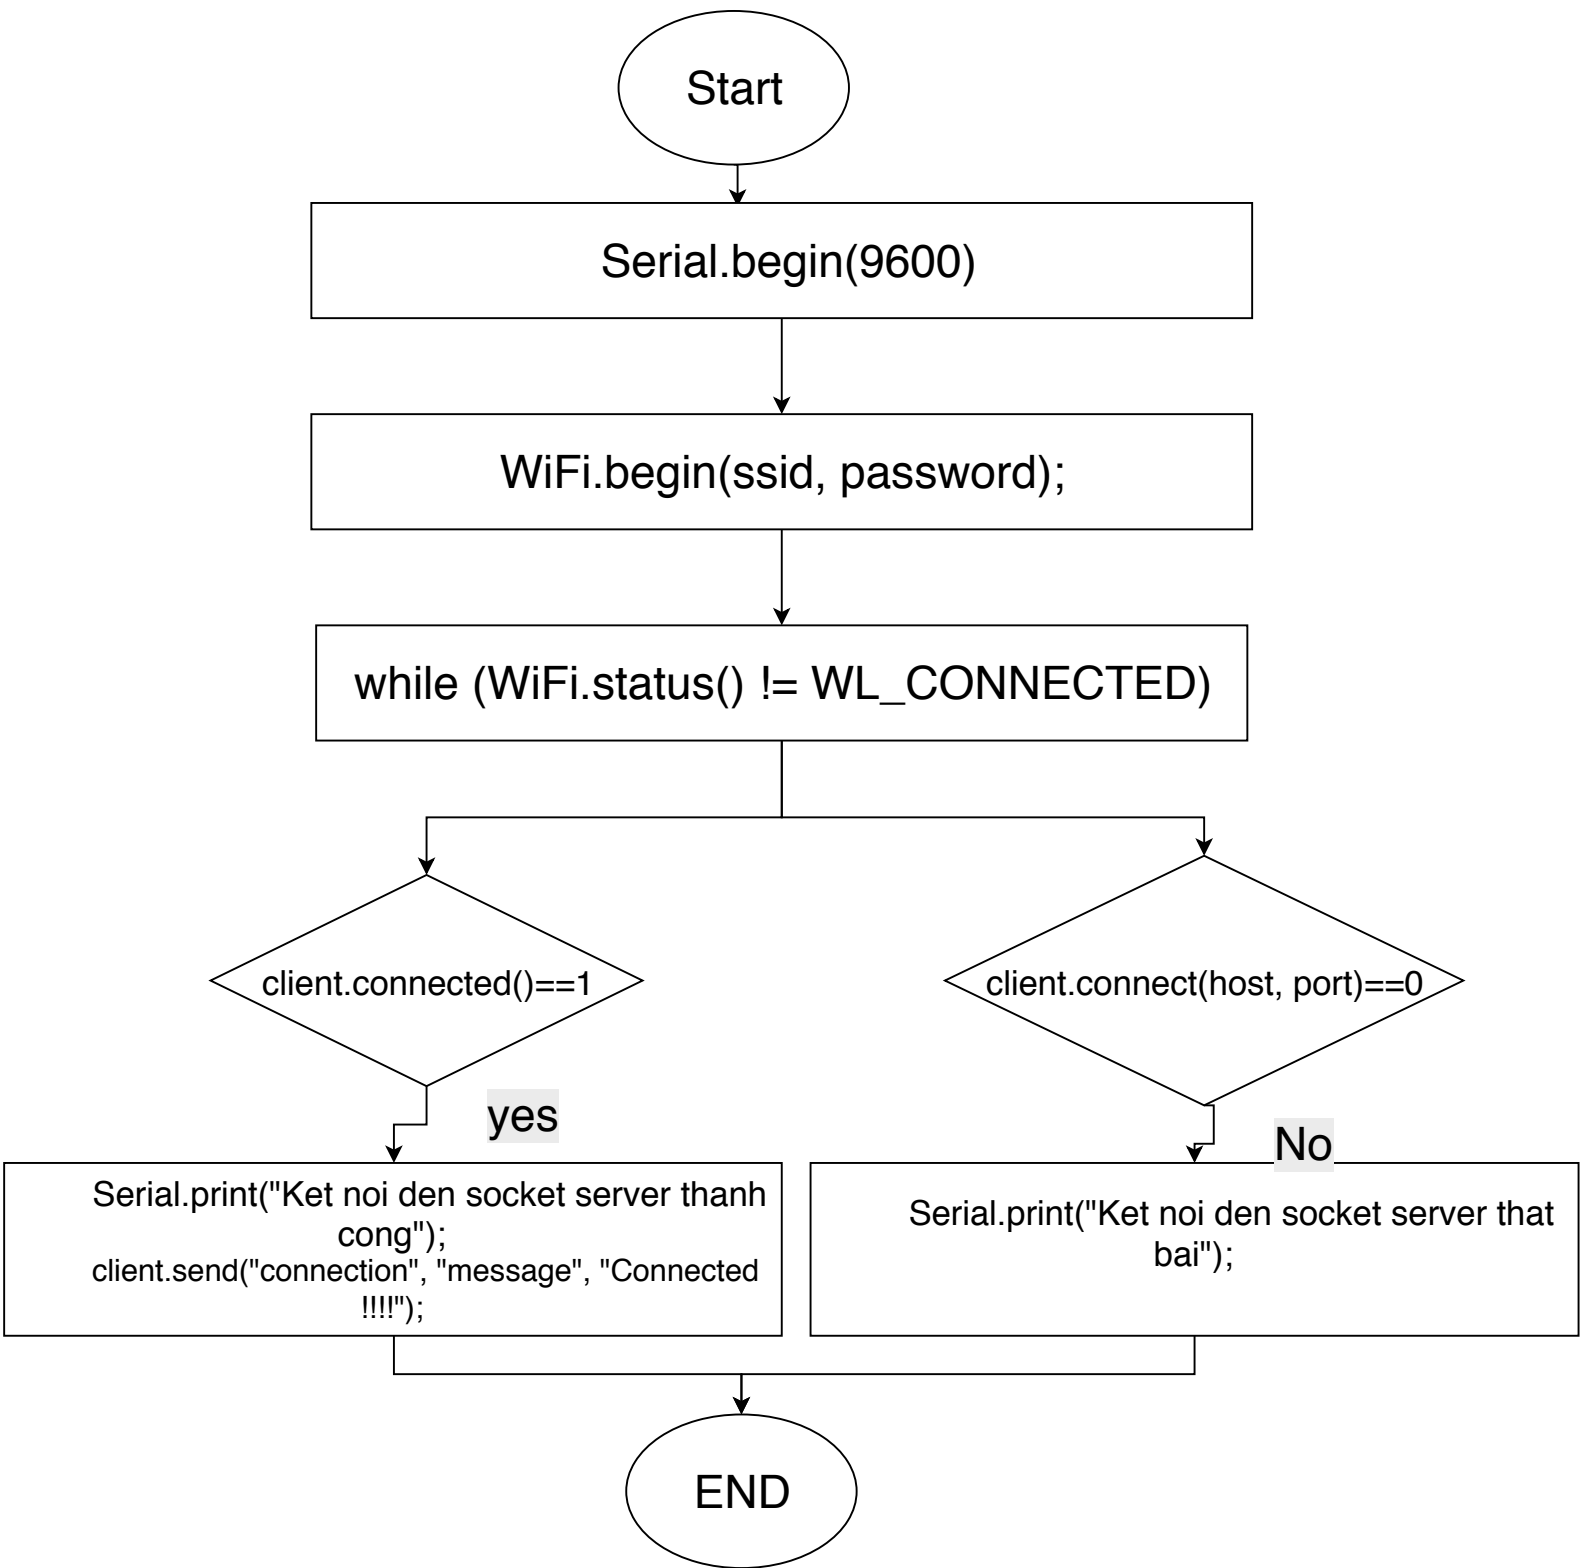 Start
Serial.begin(9600)
WiFi.begin(ssid, password);
while (WiFi.status() != WL_CONNECTED)
client.connected()==1
client.connect(host, port)==0
yes
No
Serial.print("Ket noi den socket server thanh
cong");
client.send("connection", "message", "Connected
!!!!");
Serial.print("Ket noi den socket server that
bai");
END